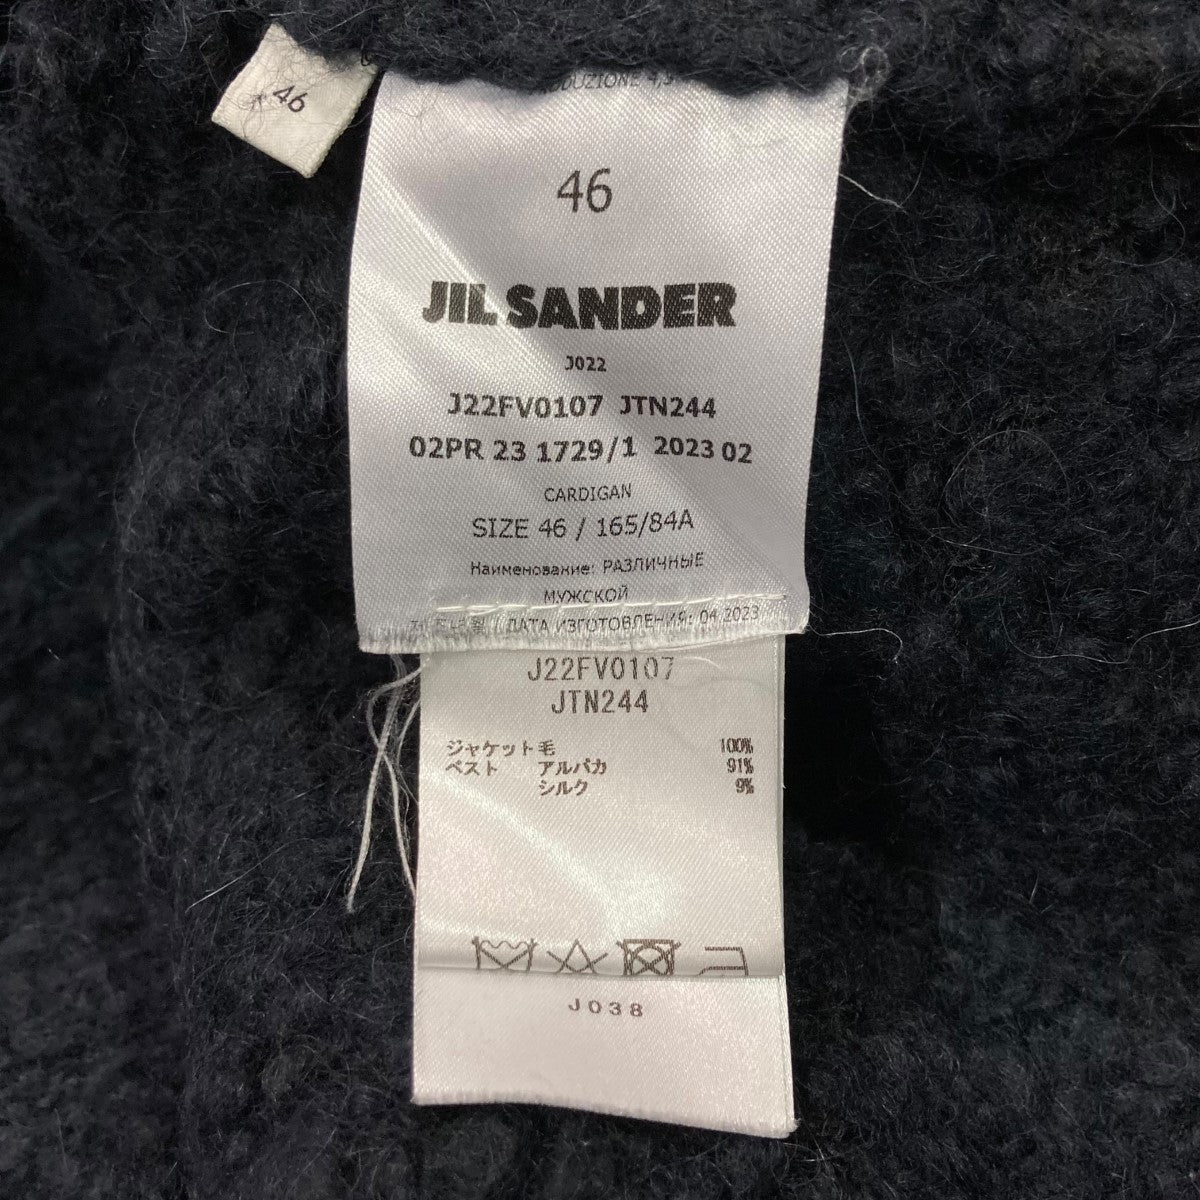 46
46
JIL SANDER
J022
J22FV0107 JTN244
02PR 23 1729/1 2023 02
CARDIGAN
SIZE 46 / 165/84A
Наименование: РАЗЛИЧНЫЕ
МУЖСКОЙ
ДАТА ИЗГОТОВЛЕНИЯ: 04.2023
J22FV0107
JTN244
ジャケット毛 100%
ベスト アルパカ 91%
シルク 9%
J038